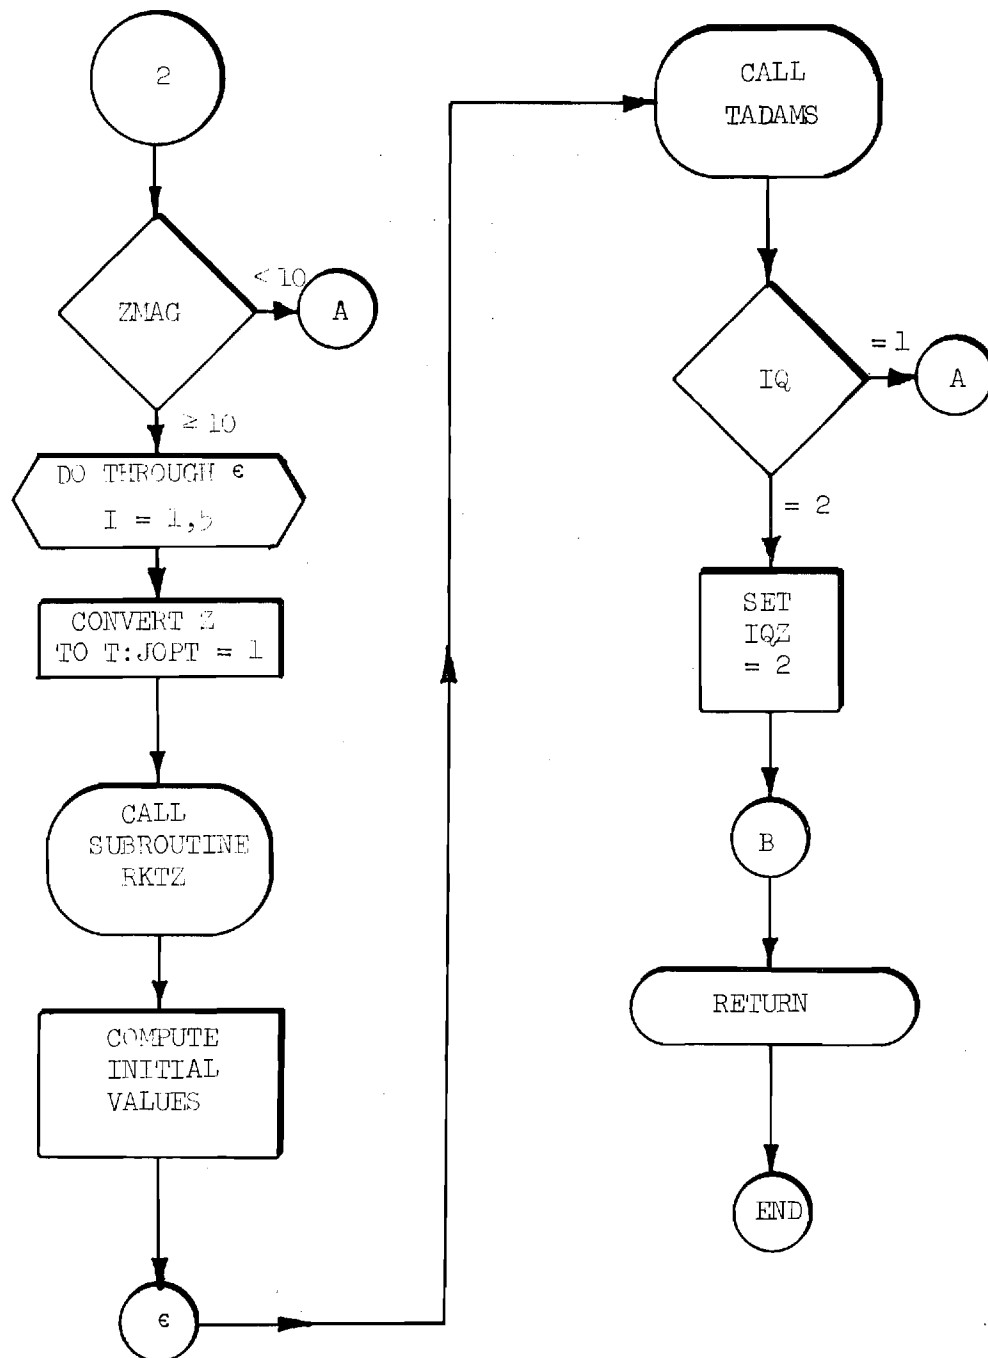 2
ZMAG
< 10
A
≥ 10
DO THROUGH ϵ
I = 1,5
CONVERT Z
TO T:JOPT = 1
CALL
SUBROUTINE
RKTZ
COMPUTE
INITIAL
VALUES
ϵ
CALL
TADAMS
IQ
= 1
A
= 2
SET
IQZ
= 2
B
RETURN
END